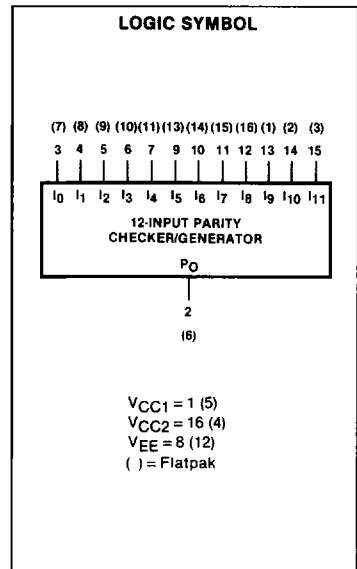 LOGIC SYMBOL
(7) (8) (9) (10) (11) (13) (14) (15) (16) (1) (2) (3)
3 4 5 6 7 9 10 11 12 13 14 15
I0 I1 I2 I3 I4 I5 I6 I7 I8 I9 I10 I11
12-INPUT PARITY
CHECKER/GENERATOR
PO
2
(6)
VCC1 = 1 (5)
VCC2 = 16 (4)
VEE = 8 (12)
( ) = Flatpak